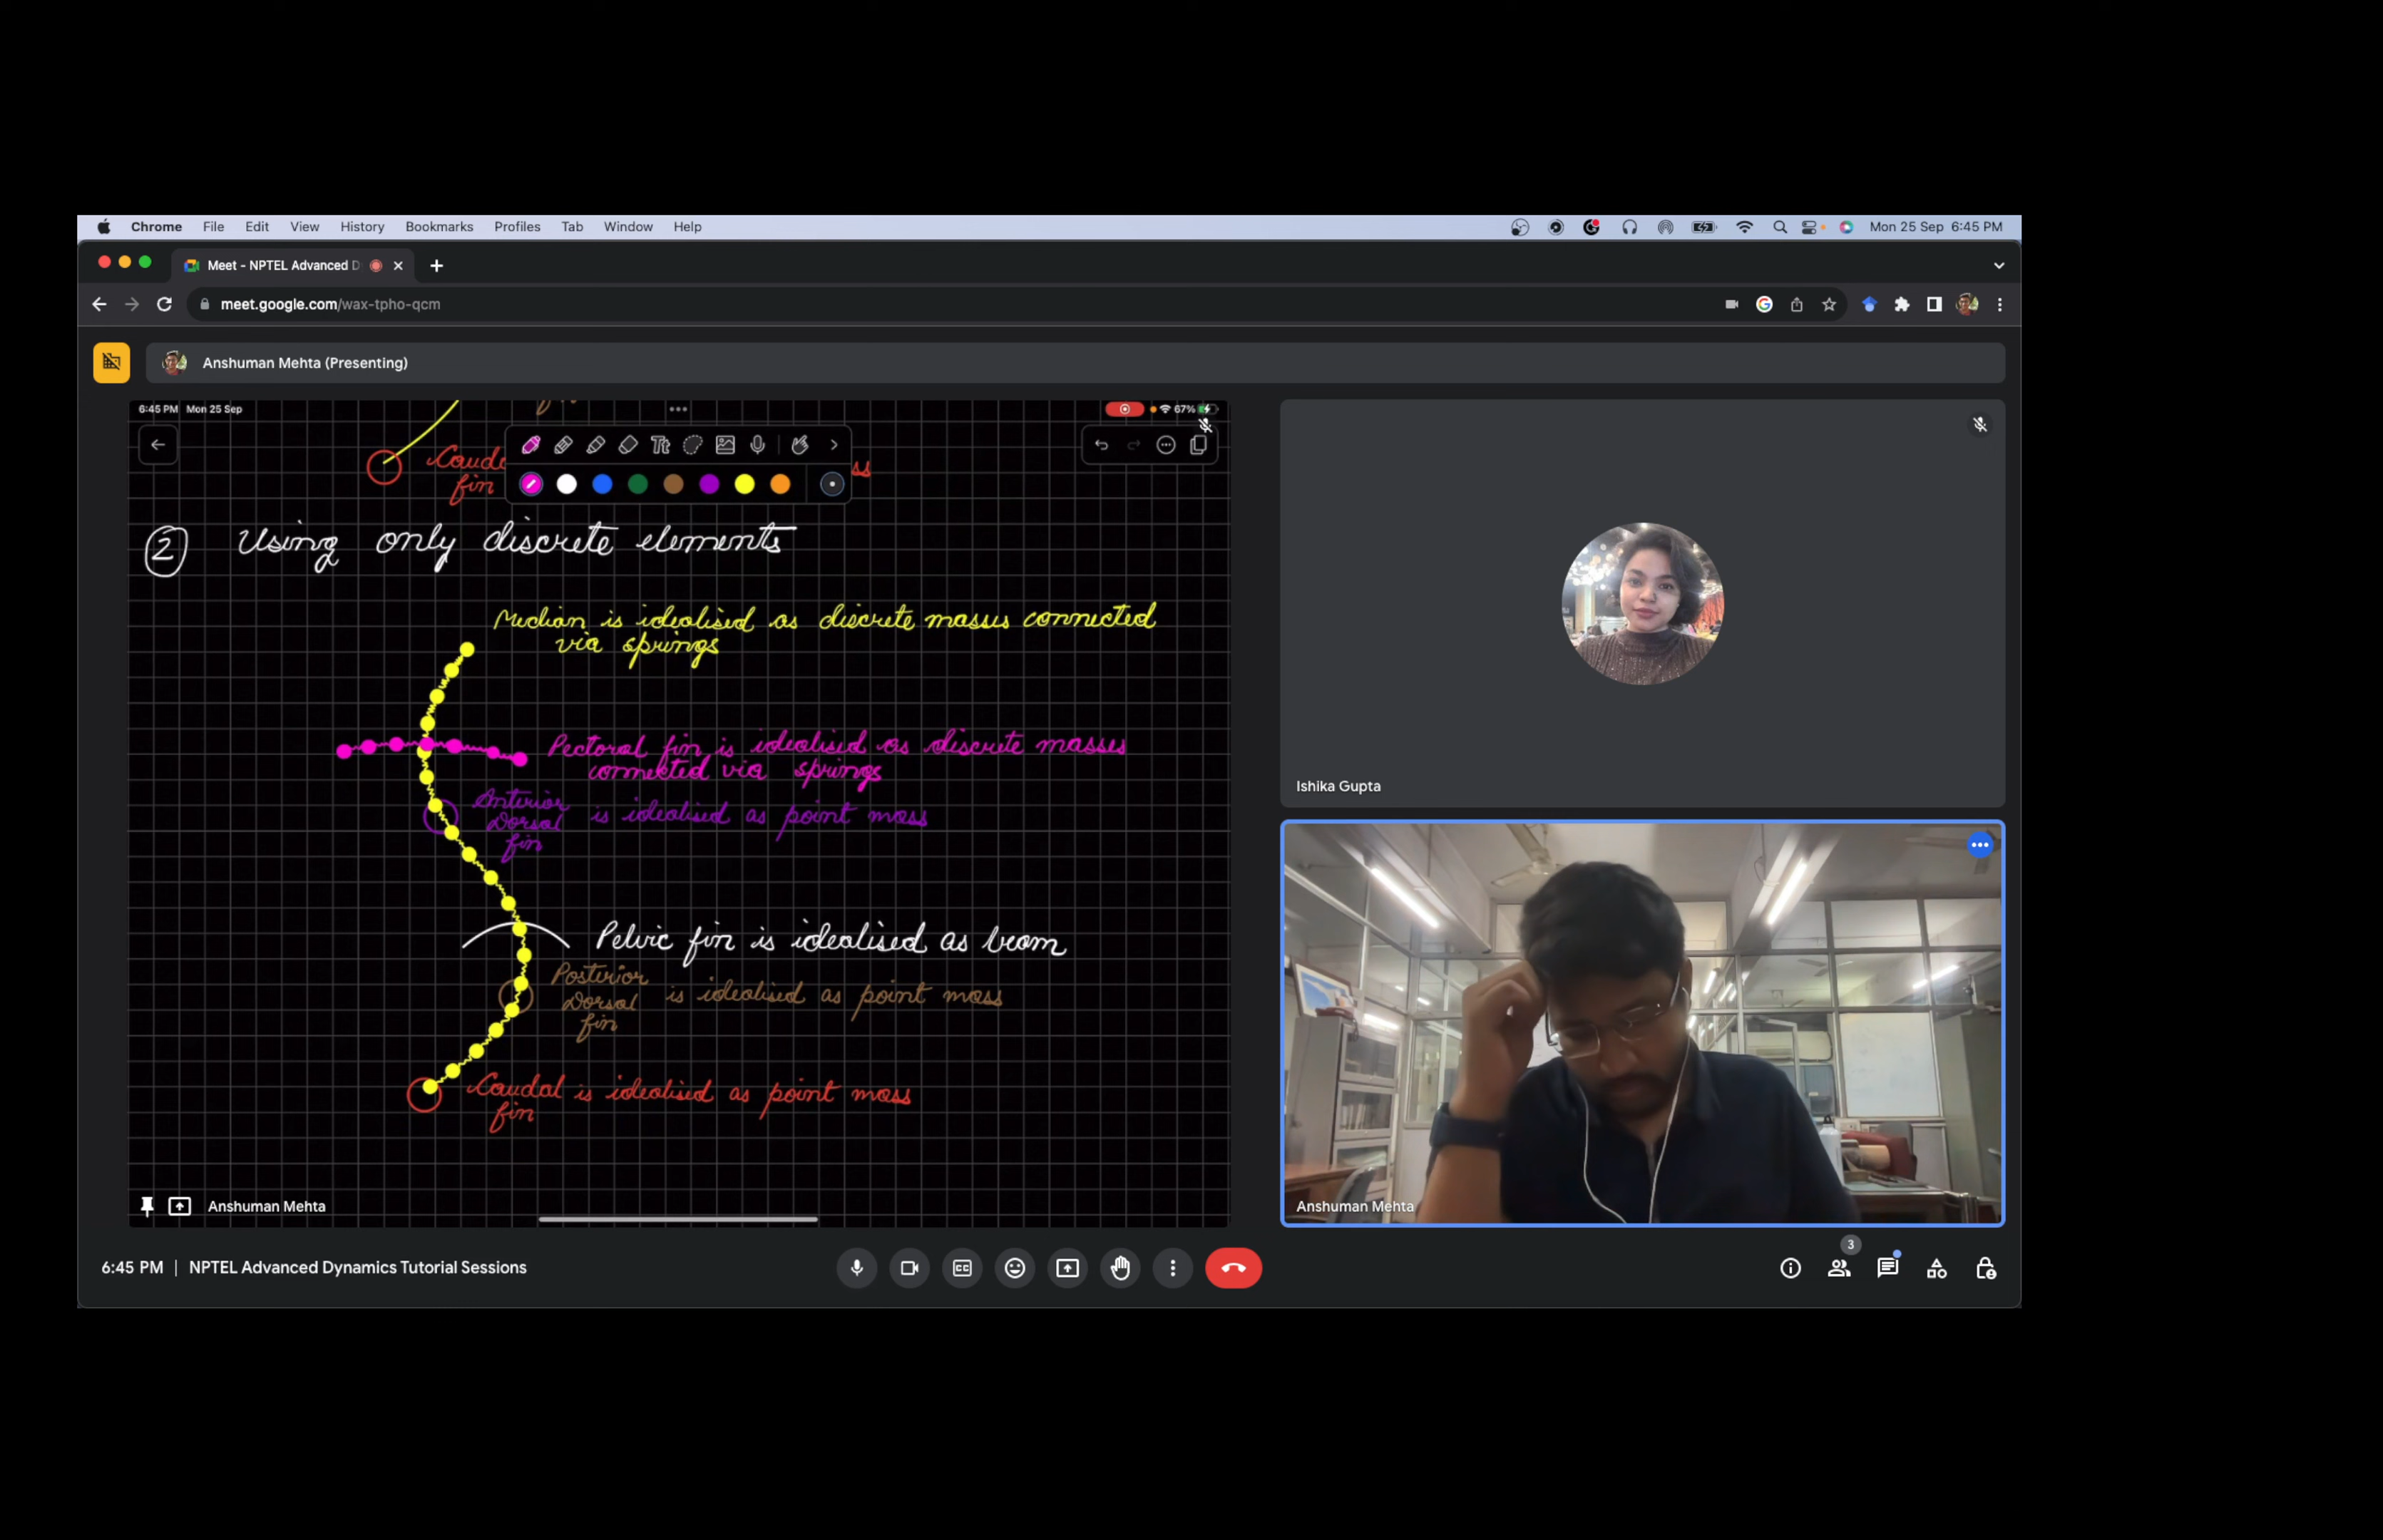 Chrome File Edit View History Bookmarks Profiles Tab Window Help Mon 25 Sep 6:45 PM
Meet - NPTEL Advanced D
meet.google.com/wax-tpho-qcm
Anshuman Mehta (Presenting)
6:45 PM Mon 25 Sep 67%
fin
② Using only discrete elements
Median is idealised as discrete masses connected
via springs
Pectoral fin is idealised as discrete masses
connected via springs
Anterior
Dorsal is idealised as point mass
fin
Pelvic fin is idealised as beam
Posterior
Dorsal is idealised as point mass
fin
Caudal is idealised as point mass
fin
Anshuman Mehta
Ishika Gupta
Anshuman Mehta
3
6:45 PM | NPTEL Advanced Dynamics Tutorial Sessions